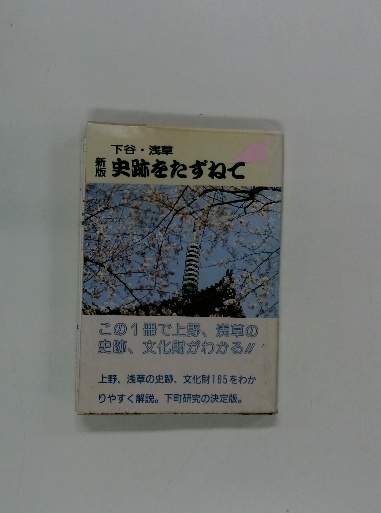 下谷・浅草
新版 史跡をたずねて
この1冊で上野、浅草の
史跡、文化財がわかる!!
上野、浅草の史跡、文化財165をわか
りやすく解説。下町研究の決定版。